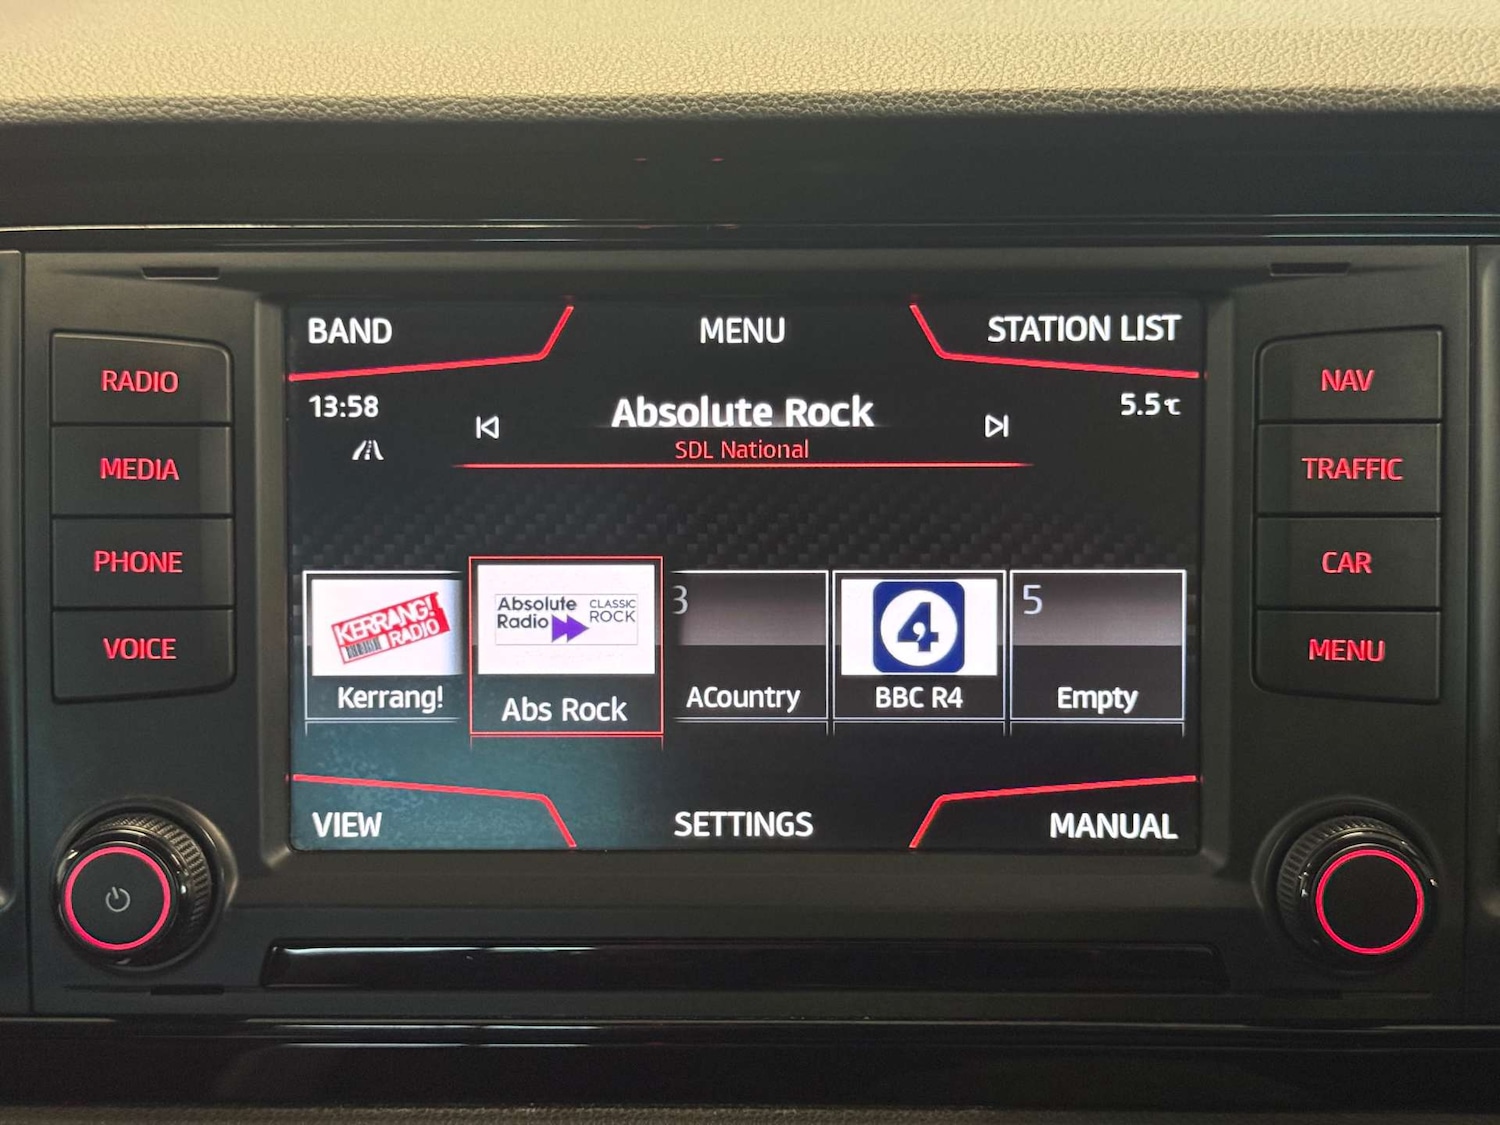 BAND
MENU
STATION LIST
RADIO
MEDIA
PHONE
VOICE
13:58
Absolute Rock
SDL National
5.5℃
KERRANG!
RADIO
Kerrang!
Absolute
Radio
CLASSIC
ROCK
Abs Rock
3
ACountry
4
BBC R4
5
Empty
VIEW
SETTINGS
MANUAL
NAV
TRAFFIC
CAR
MENU